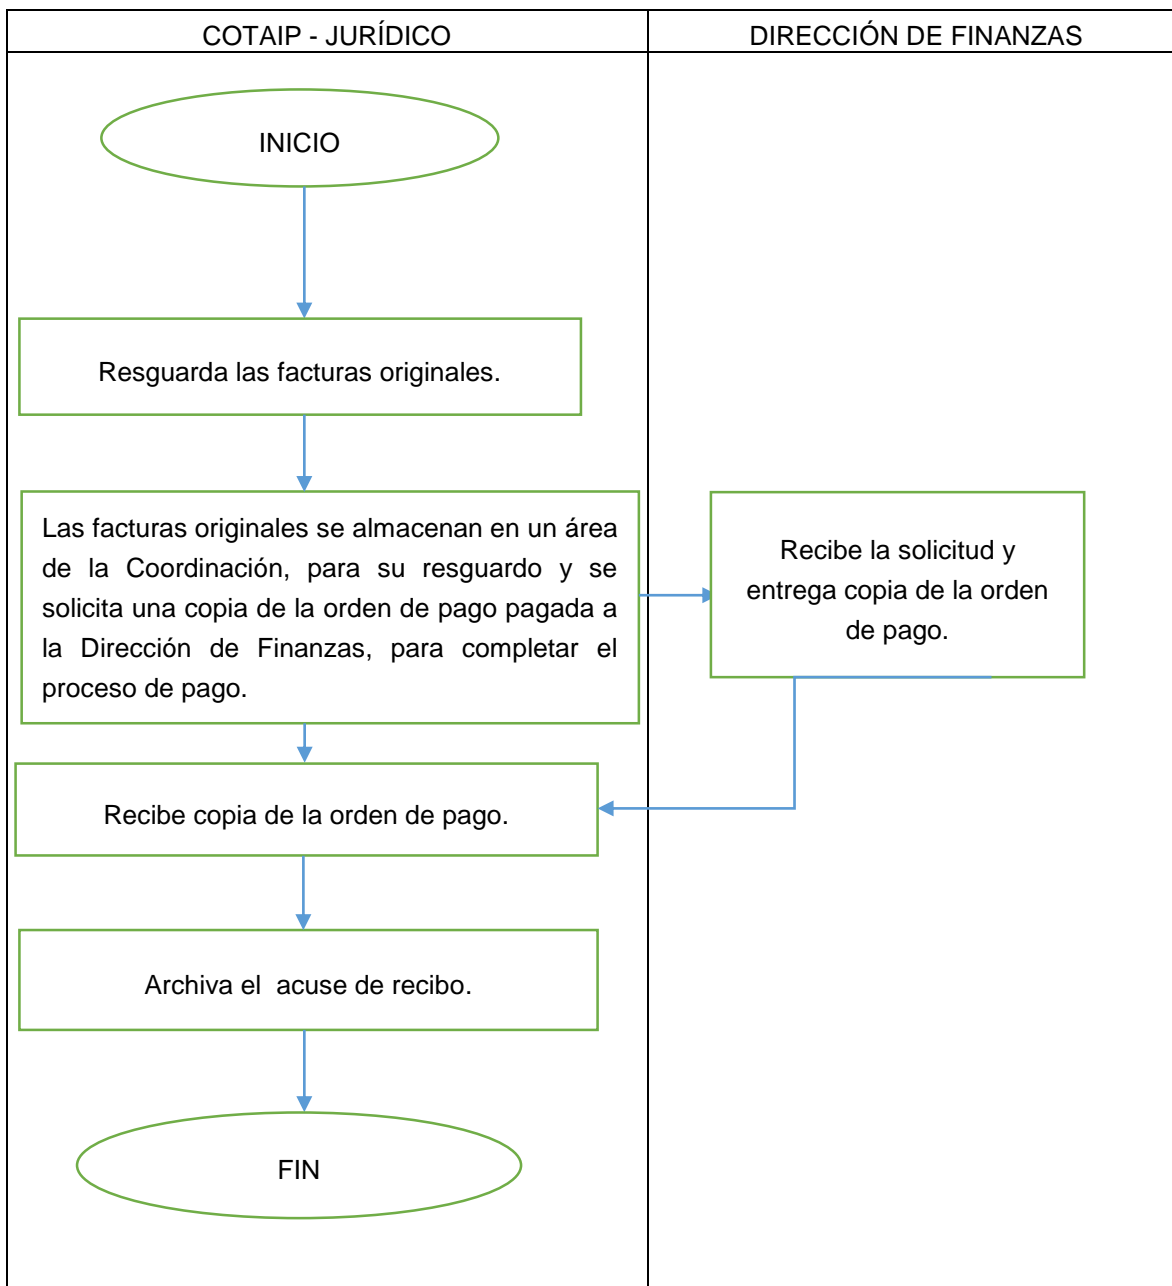 COTAIP - JURÍDICO
DIRECCIÓN DE FINANZAS
INICIO
Resguarda las facturas originales.
Las facturas originales se almacenan en un área
de la Coordinación, para su resguardo y se
solicita una copia de la orden de pago pagada a
la Dirección de Finanzas, para completar el
proceso de pago.
Recibe la solicitud y
entrega copia de la orden
de pago.
Recibe copia de la orden de pago.
Archiva el  acuse de recibo.
FIN